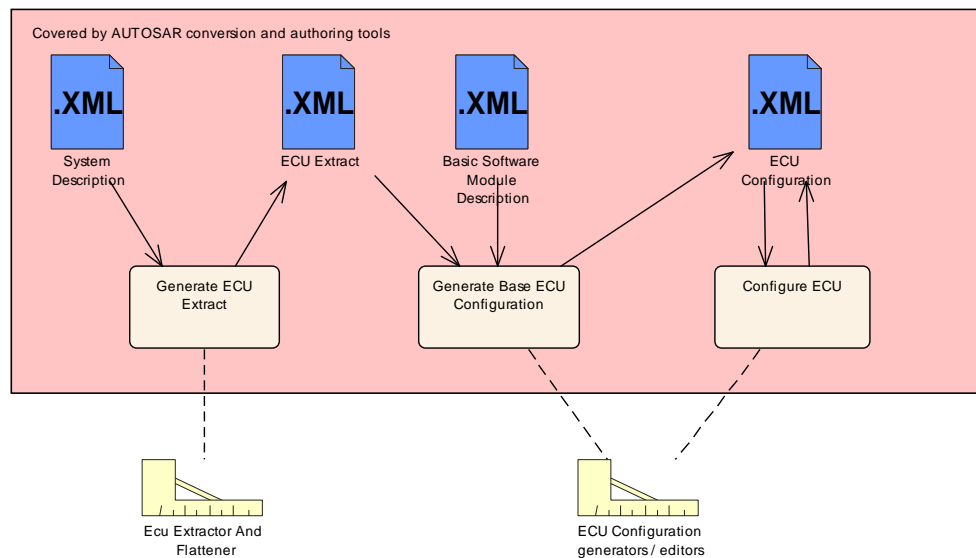 Covered by AUTOSAR conversion and authoring tools
.XML
.XML
.XML
.XML
System
Description
ECU Extract
Basic Software
Module
Description
ECU
Configuration
Generate ECU
Extract
Generate Base ECU
Configuration
Configure ECU
Ecu Extractor And
Flattener
ECU Configuration
generators / editors